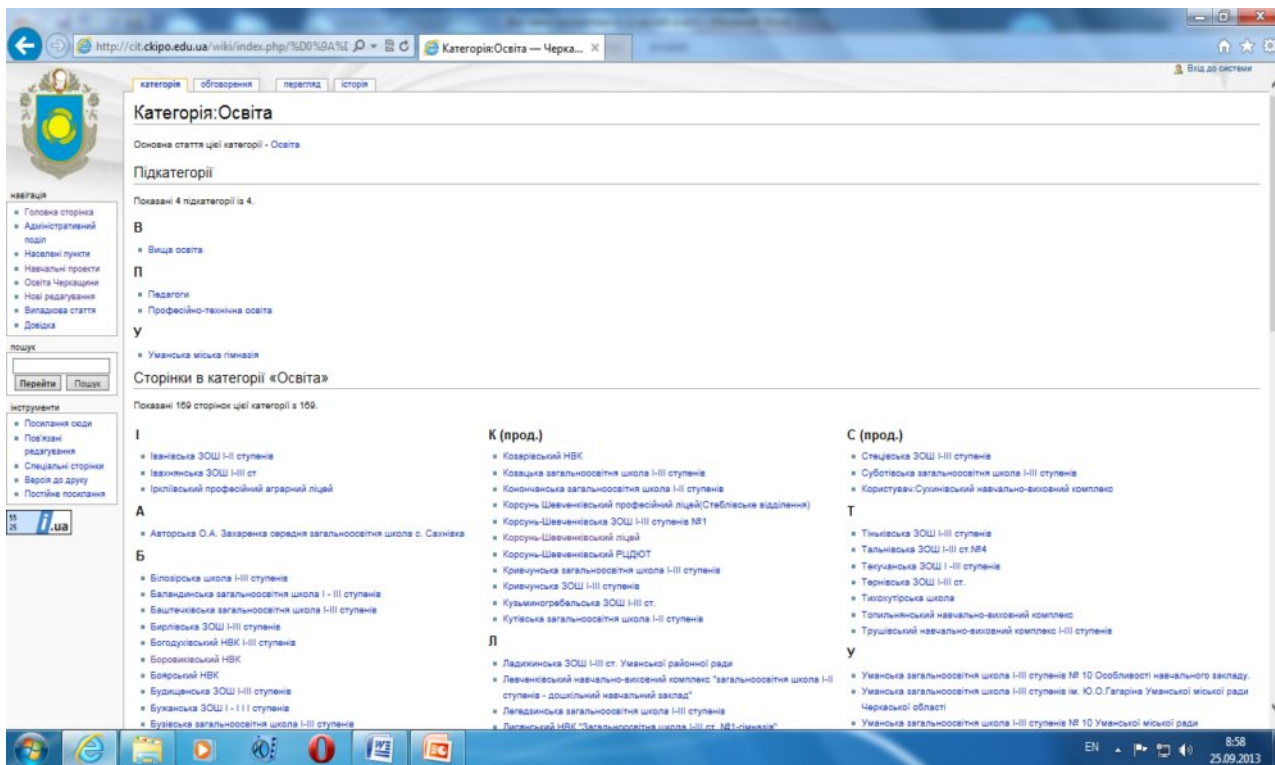 http://cit.ckipo.edu.ua/wiki/index.php/%D0%9A%
Категорія:Освіта — Черка...
Вхід до системи
категорія обговорення перегляд історія
Категорія:Освіта
Основна стаття цієї категорії - Освіта
Підкатегорії
Показані 4 підкатегорії із 4.
В
Вища освіта
П
Педагоги
Професійно-технічна освіта
У
Уманська міська гімназія
навігація
Головна сторінка
Адміністративний
поділ
Населені пункти
Навчальні проекти
Освіта Черкащини
Нові редагування
Випадкова стаття
Довідка
пошук
Перейти Пошук
інструменти
Посилання сюди
Пов'язані
редагування
Спеціальні сторінки
Версія до друку
Постійне посилання
55
25
i.ua
Сторінки в категорії «Освіта»
Показані 169 сторінок цієї категорії з 169.
І
Іванівська ЗОШ І-ІІ ступенів
Івахнянська ЗОШ І-ІІІ ст
Іркліївський професійний аграрний ліцей
А
Авторська О.А. Захаренка середня загальноосвітня школа с. Сахнівка
Б
Білозірська школа І-ІІІ ступенів
Баландинська загальноосвітня школа І - ІІІ ступенів
Баштечківська загальноосвітня школа І-ІІІ ступенів
Бирлівська ЗОШ І-ІІІ ступенів
Богодухівський НВК І-ІІІ ступенів
Боровиківський НВК
Боярський НВК
Будищенська ЗОШ І-ІІІ ступенів
Бужанська ЗОШ І - І І І ступенів
Бузівська загальноосвітня школа І-ІІІ ступенів
К (прод.)
Козарівський НВК
Козацька загальноосвітня школа І-ІІІ ступенів
Конончанська загальноосвітня школа І-ІІ ступенів
Корсунь Шевченківський професійний ліцей(Стеблівське відділення)
Корсунь-Шевченківська ЗОШ І-ІІІ ступенів №1
Корсунь-Шевченківський ліцей
Корсунь-Шевченківський РЦДЮТ
Кривчунська загальноосвітня школа І-ІІІ ступенів
Кривчунська ЗОШ І-ІІІ ступенів
Кузьминогребельська ЗОШ І-ІІІ ст.
Кутівська загальноосвітня школа І-ІІ ступенів
Л
Ладижинська ЗОШ І-ІІІ ст. Уманської районної ради
Левченківський навчально-виховний комплекс "загальноосвітня школа І-ІІ
ступенів - дошкільний навчальний заклад"
Легедзинська загальноосвітня школа І-ІІІ ступенів
Лисянський НВК "Загальноосвітня школа І-ІІІ ст. №1-гімназія"
С (прод.)
Стецівська ЗОШ І-ІІІ ступенів
Суботівська загальноосвітня школа І-ІІІ ступенів
Користувач:Сухинівський навчально-виховний комплекс
Т
Тіньківська ЗОШ І-ІІІ ступенів
Тальнівська ЗОШ І-ІІІ ст.№4
Текучанська ЗОШ І -ІІІ ступенів
Тернівська ЗОШ І-ІІІ ст.
Тихохутірська школа
Топильнянський навчально-виховний комплекс
Трушівський навчально-виховний комплекс І-ІІІ ступенів
У
Уманська загальноосвітня школа І-ІІІ ступенів № 10 Особливості навчального закладу.
Уманська загальноосвітня школа І-ІІІ ступенів ім. Ю.О.Гагаріна Уманської міської ради
Черкаської області
Уманська загальноосвітня школа І-ІІІ ступенів № 10 Уманської міської ради
EN
8:58
25.09.2013